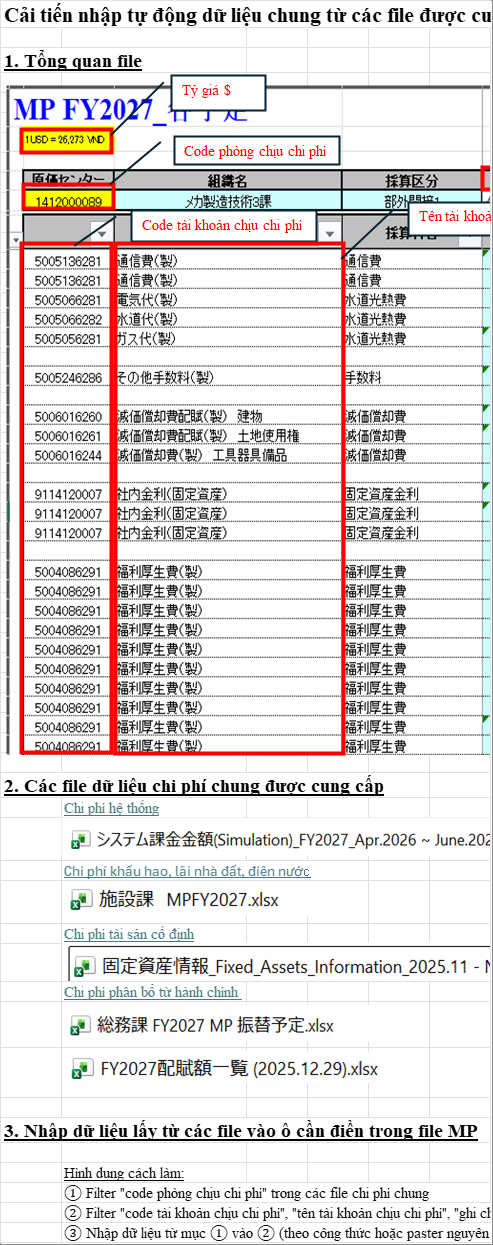 Cải tiến nhập tự động dữ liệu chung từ các file được cu
1. Tổng quan file
Tỷ giá $
MP FY2027_各予定
1USD = 26,273 VND
Code phòng chịu chi phí
原価センター 組織名 採算区分
1412000089 メカ製造技術3課 部外間接1
Code tài khoản chịu chi phí
Tên tài khoả
採算科目
5005136281 通信費(製) 通信費
5005136281 通信費(製) 通信費
5005066281 電気代(製) 水道光熱費
5005066282 水道代(製) 水道光熱費
5005056281 ガス代(製) 水道光熱費
5005246286 その他手数料(製) 手数料
5006016260 減価償却費配賦(製) 建物 減価償却費
5006016261 減価償却費配賦(製) 土地使用権 減価償却費
5006016244 減価償却費(製) 工具器具備品 減価償却費
9114120007 社内金利(固定資産) 固定資産金利
9114120007 社内金利(固定資産) 固定資産金利
9114120007 社内金利(固定資産) 固定資産金利
5004086291 福利厚生費(製) 福利厚生費
5004086291 福利厚生費(製) 福利厚生費
5004086291 福利厚生費(製) 福利厚生費
5004086291 福利厚生費(製) 福利厚生費
5004086291 福利厚生費(製) 福利厚生費
5004086291 福利厚生費(製) 福利厚生費
5004086291 福利厚生費(製) 福利厚生費
5004086291 福利厚生費(製) 福利厚生費
5004086291 福利厚生費(製) 福利厚生費
5004086291 福利厚生費(製) 福利厚生費
2. Các file dữ liệu chi phí chung được cung cấp
Chi phí hệ thống
システム課金金額(Simulation)_FY2027_Apr.2026 ~ June.202
Chi phí khấu hao, lãi nhà đất, điện nước
施設課 MPFY2027.xlsx
Chi phí tài sản cố định
固定資産情報_Fixed_Assets_Information_2025.11 - N
Chi phí phân bổ từ hành chính
総務課 FY2027 MP 振替予定.xlsx
FY2027配賦額一覧 (2025.12.29).xlsx
3. Nhập dữ liệu lấy từ các file vào ô cần điền trong file MP
Hình dung cách làm:
① Filter "code phòng chịu chi phí" trong các file chi phí chung
② Filter "code tài khoản chịu chi phí", "tên tài khoản chịu chi phí", "ghi ch
③ Nhập dữ liệu từ mục ① vào ② (theo công thức hoặc paster nguyên